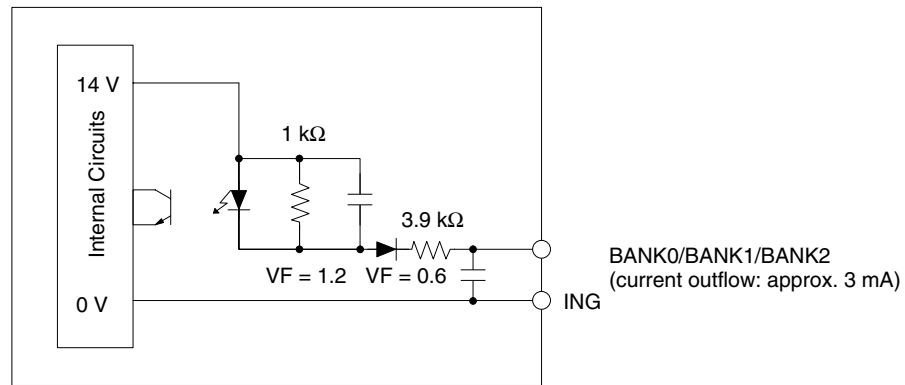 14 V
Internal Circuits
1 kΩ
3.9 kΩ
VF = 1.2 VF = 0.6
BANK0/BANK1/BANK2
(current outflow: approx. 3 mA)
0 V
ING